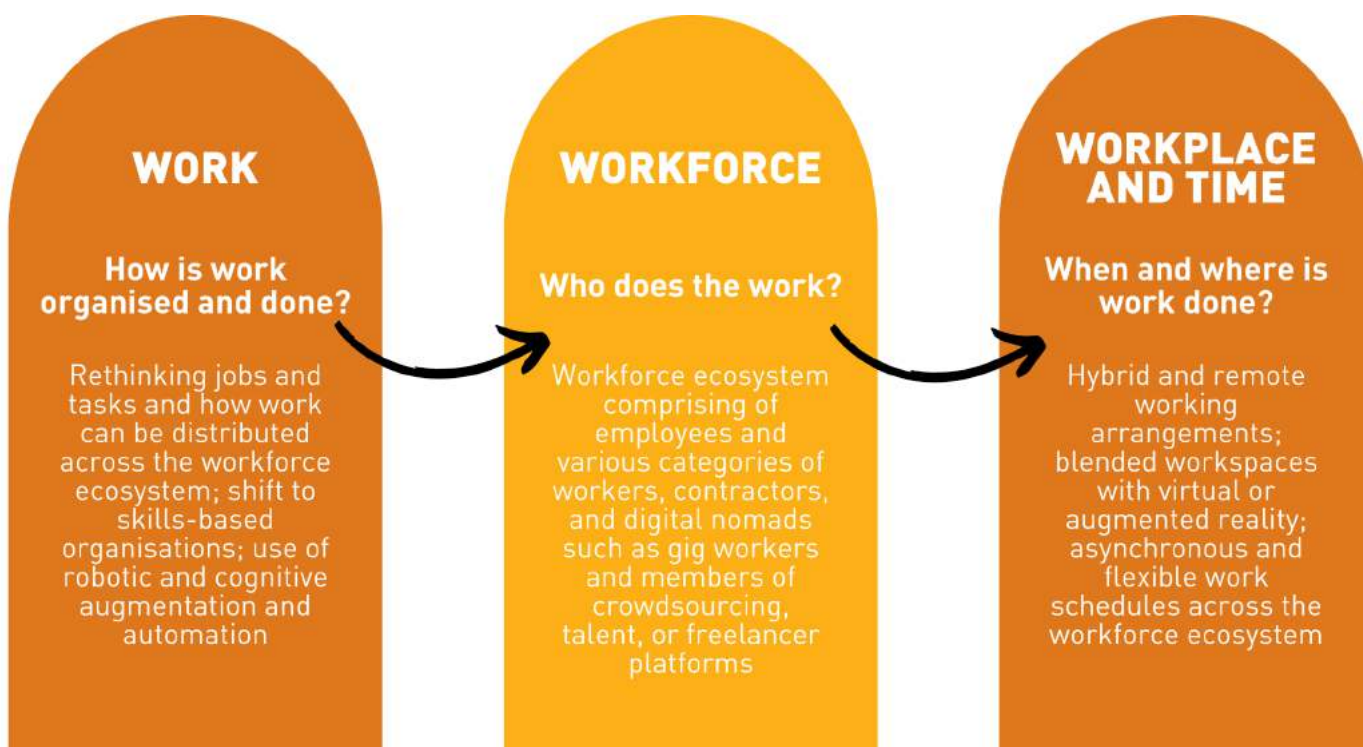 WORK
How is work
organised and done?
Rethinking jobs and
tasks and how work
can be distributed
across the workforce
ecosystem; shift to
skills-based
organisations; use of
robotic and cognitive
augmentation and
automation
WORKFORCE
Who does the work?
Workforce ecosystem
comprising of
employees and
various categories of
workers, contractors,
and digital nomads
such as gig workers
and members of
crowdsourcing,
talent, or freelancer
platforms
WORKPLACE
AND TIME
When and where is
work done?
Hybrid and remote
working
arrangements;
blended workspaces
with virtual or
augmented reality;
asynchronous and
flexible work
schedules across the
workforce ecosystem